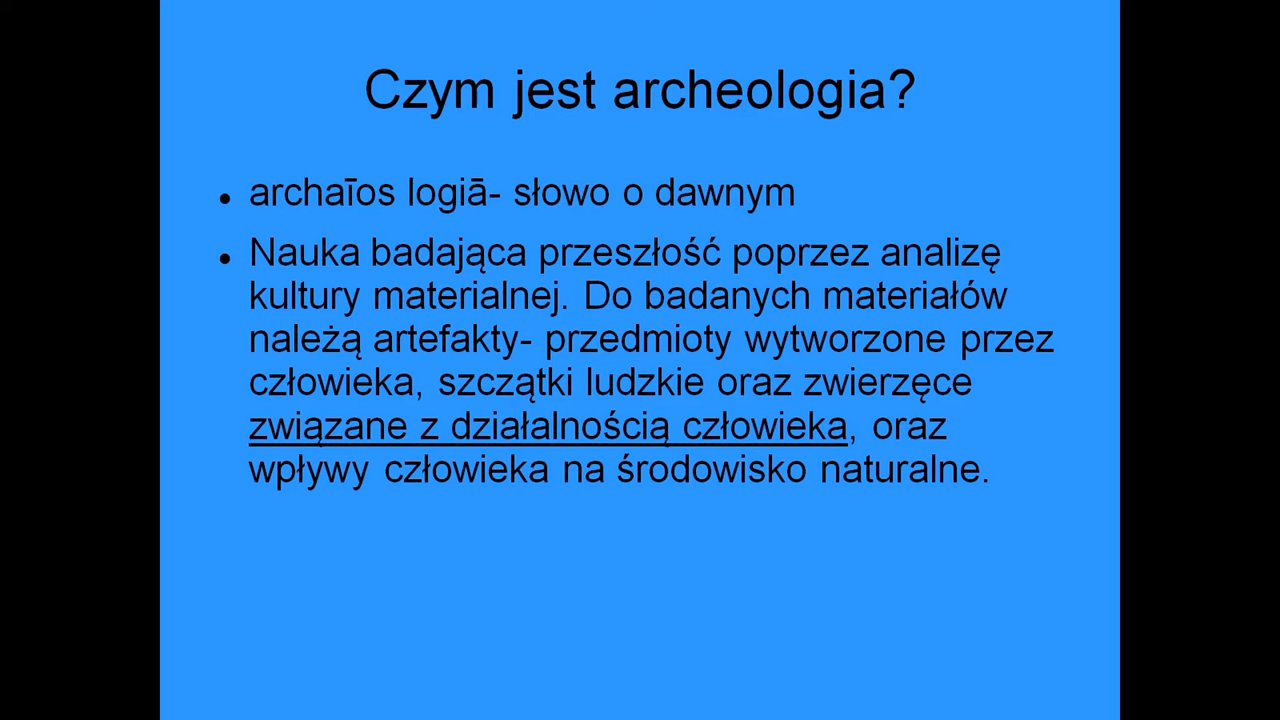 Czym jest archeologia?
archaīos logiā- słowo o dawnym
Nauka badająca przeszłość poprzez analizę
kultury materialnej. Do badanych materiałów
należą artefakty- przedmioty wytworzone przez
człowieka, szczątki ludzkie oraz zwierzęce
związane z działalnością człowieka, oraz
wpływy człowieka na środowisko naturalne.